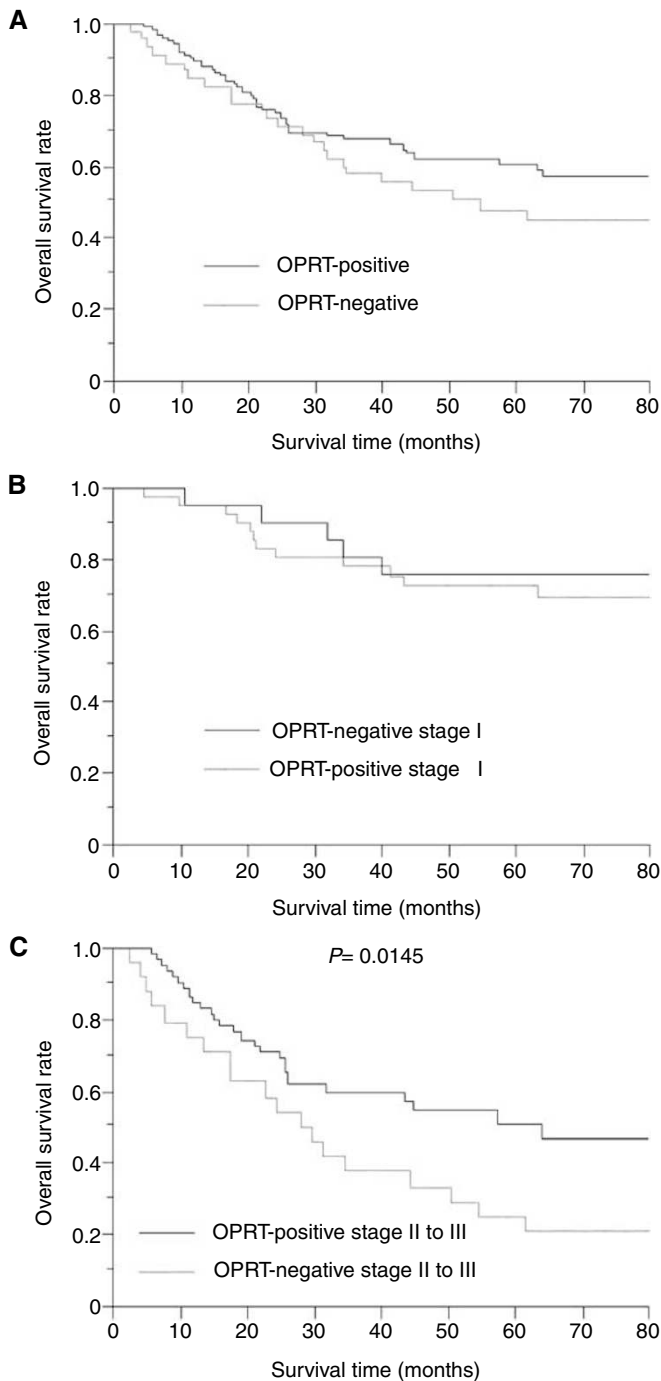 A
Overall survival rate
1.0
0.8
0.6
0.4
0.2
0
OPRT-positive
OPRT-negative
0 10 20 30 40 50 60 70 80
Survival time (months)
B
Overall survival rate
1.0
0.8
0.6
0.4
0.2
0
OPRT-negative stage I
OPRT-positive stage I
0 10 20 30 40 50 60 70 80
Survival time (months)
C
Overall survival rate
P= 0.0145
1.0
0.8
0.6
0.4
0.2
0
OPRT-positive stage II to III
OPRT-negative stage II to III
0 10 20 30 40 50 60 70 80
Survival time (months)